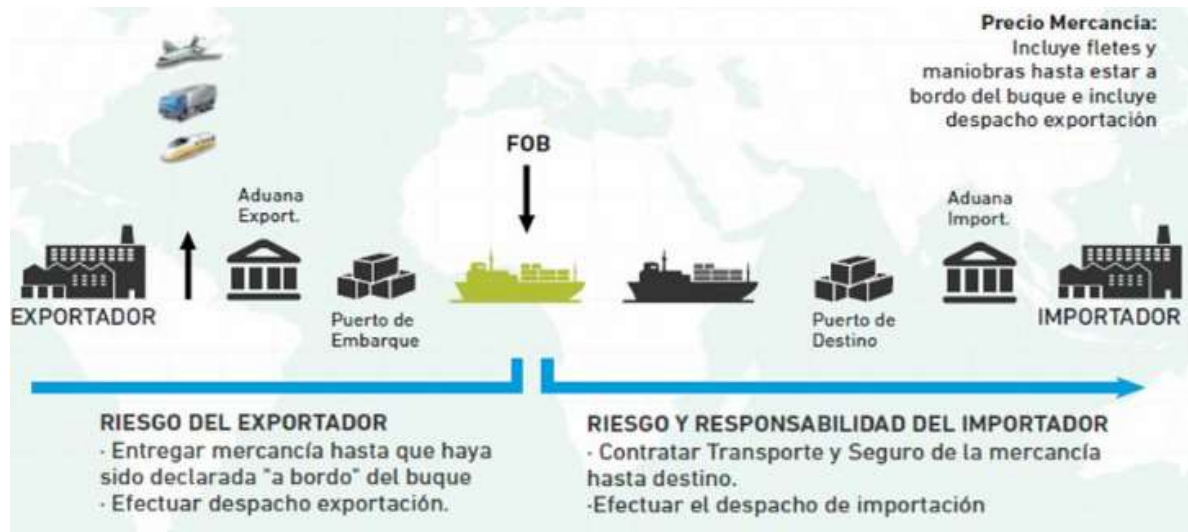 Precio Mercancía:
Incluye fletes y
maniobras hasta estar a
bordo del buque e incluye
despacho exportación
FOB
Aduana
Export.
Aduana
Import.
EXPORTADOR
Puerto de
Embarque
Puerto de
Destino
IMPORTADOR
RIESGO DEL EXPORTADOR
· Entregar mercancía hasta que haya
sido declarada "a bordo" del buque
· Efectuar despacho exportación.
RIESGO Y RESPONSABILIDAD DEL IMPORTADOR
· Contratar Transporte y Seguro de la mercancía
hasta destino.
·Efectuar el despacho de importación